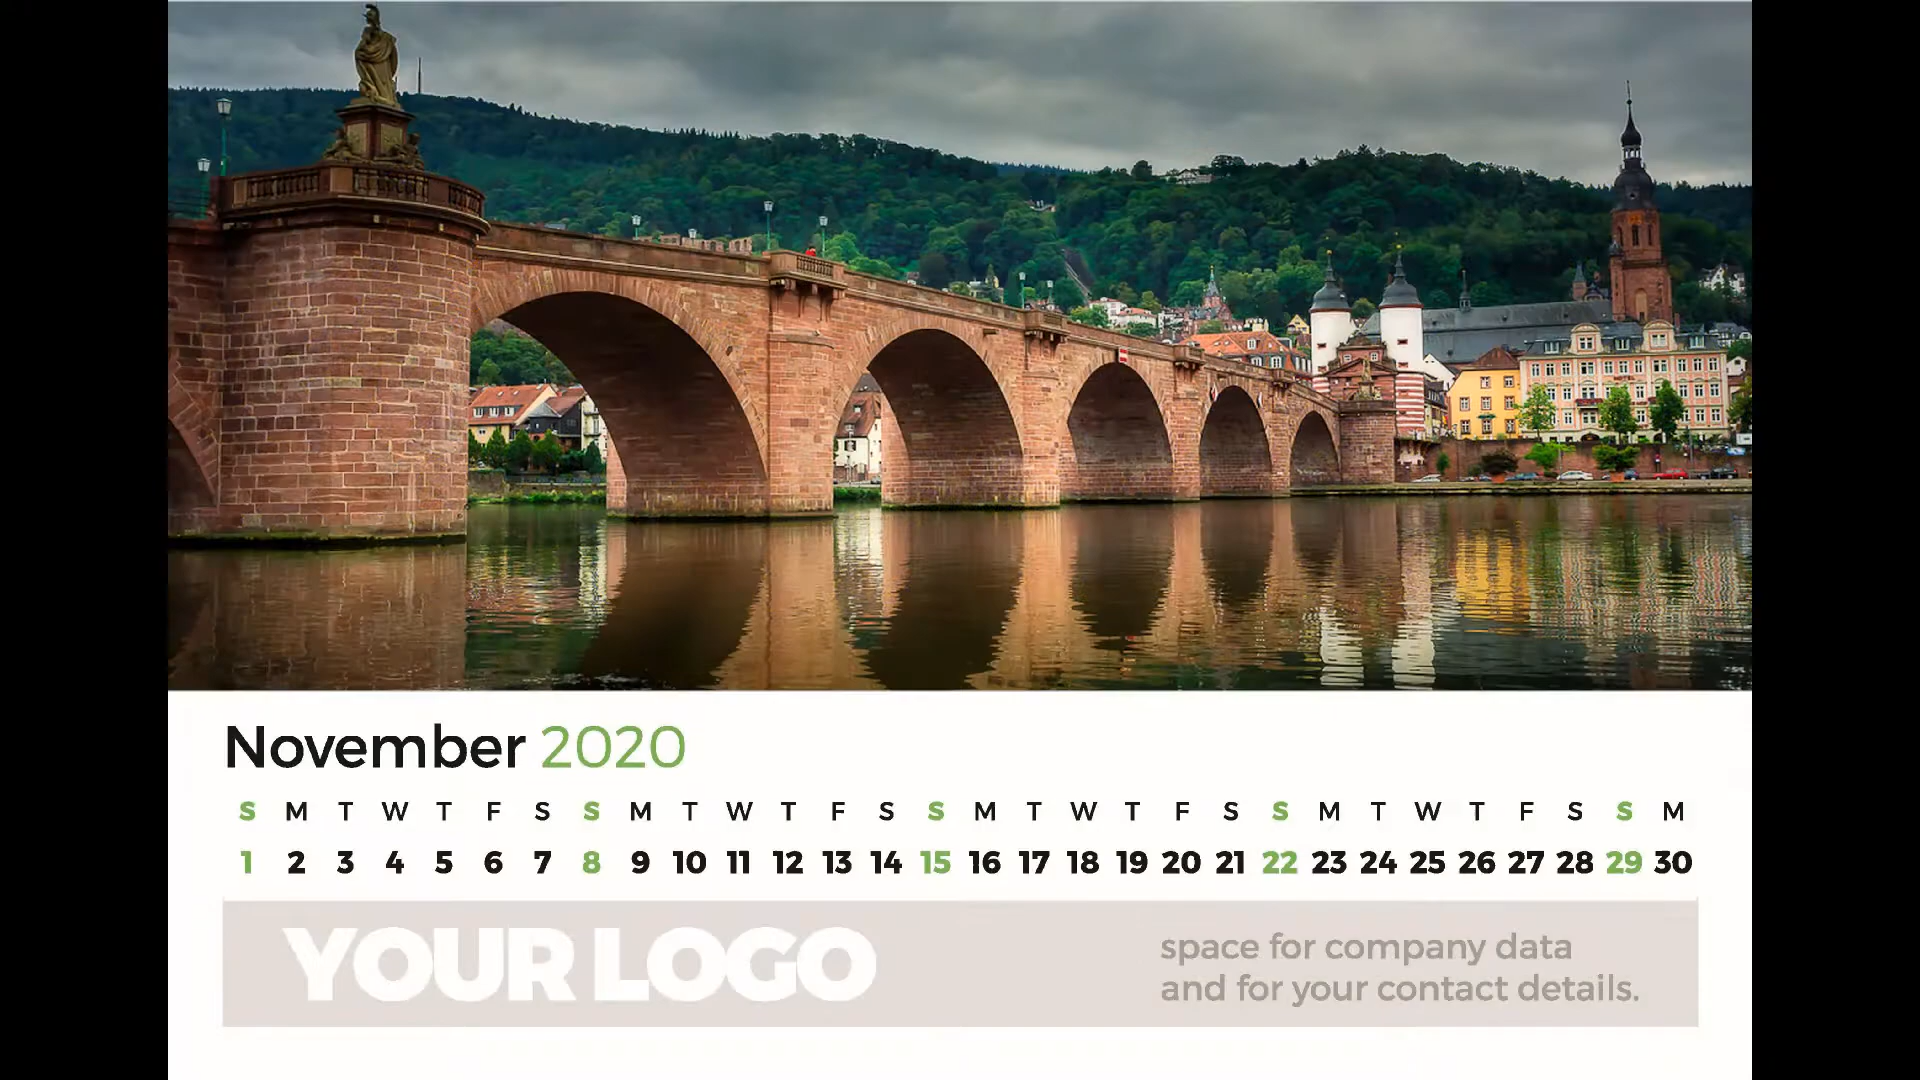 November 2020
S M T W T F S S M T W T F S S M T W T F S S M T W T F S S M
1 2 3 4 5 6 7 8 9 10 11 12 13 14 15 16 17 18 19 20 21 22 23 24 25 26 27 28 29 30
YOUR LOGO
space for company data
and for your contact details.